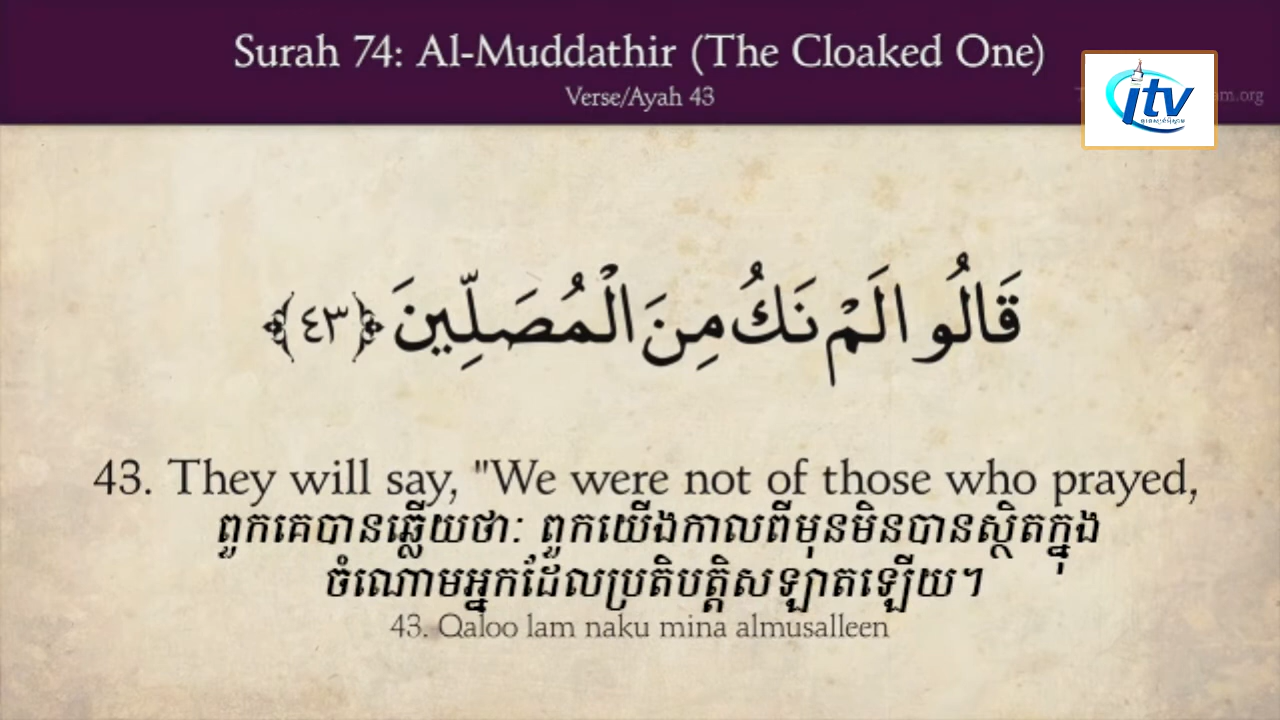 Surah 74: Al-Muddathir (The Cloaked One)
Verse/Ayah 43
am.org
itv
قَالُوا لَمْ نَكُ مِنَ الْمُصَلِّينَ ﴿٤٣﴾
43. They will say, "We were not of those who prayed,
ពួកគេបានឆ្លើយថា: ពួកយើងកាលពីមុនមិនបានស្ថិតក្នុង
ចំណោមអ្នកដែលប្រតិបត្តិសឡាតឡើយ។
43. Qaloo lam naku mina almusalleen